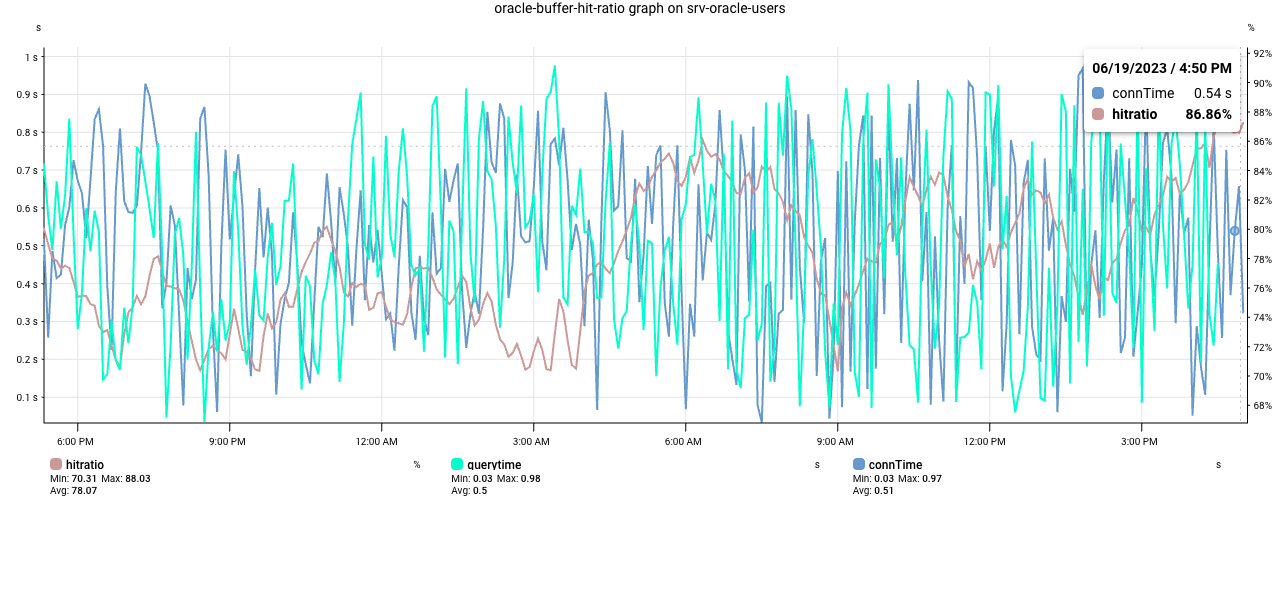 oracle-buffer-hit-ratio graph on srv-oracle-users
s %
1 s 92%
0.9 s 90%
0.8 s 88%
0.7 s 86%
0.6 s 84%
0.5 s 82%
0.4 s 80%
0.3 s 78%
0.2 s 76%
0.1 s 74%
72%
70%
68%
06/19/2023 / 4:50 PM
connTime 0.54 s
hitratio 86.86%
6:00 PM 9:00 PM 12:00 AM 3:00 AM 6:00 AM 9:00 AM 12:00 PM 3:00 PM
hitratio % querytime s connTime s
Min: 70.31 Max: 88.03 Min: 0.03 Max: 0.98 Min: 0.03 Max: 0.97
Avg: 78.07 Avg: 0.5 Avg: 0.51